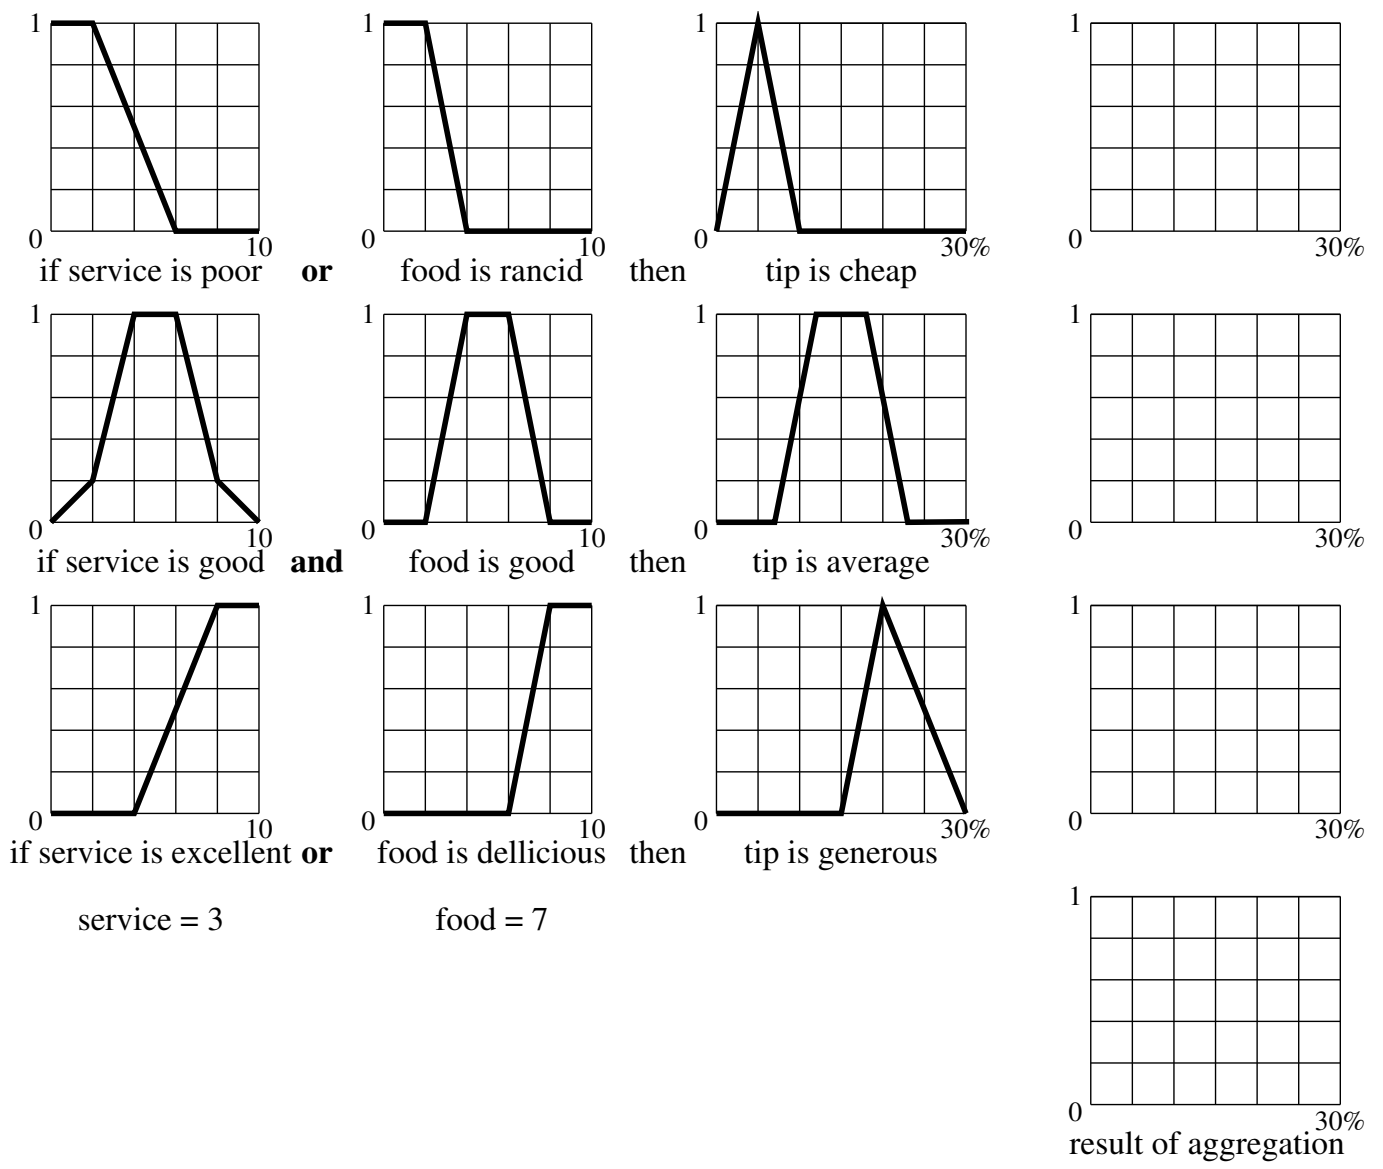 1 1 1 1
0 10 0 10 0 30% 0 30%
if service is poor or food is rancid then tip is cheap
1 1 1 1
0 10 0 10 0 30% 0 30%
if service is good and food is good then tip is average
1 1 1 1
0 10 0 10 0 30% 0 30%
if service is excellent or food is dellicious then tip is generous
1
service = 3 food = 7
0 30%
result of aggregation